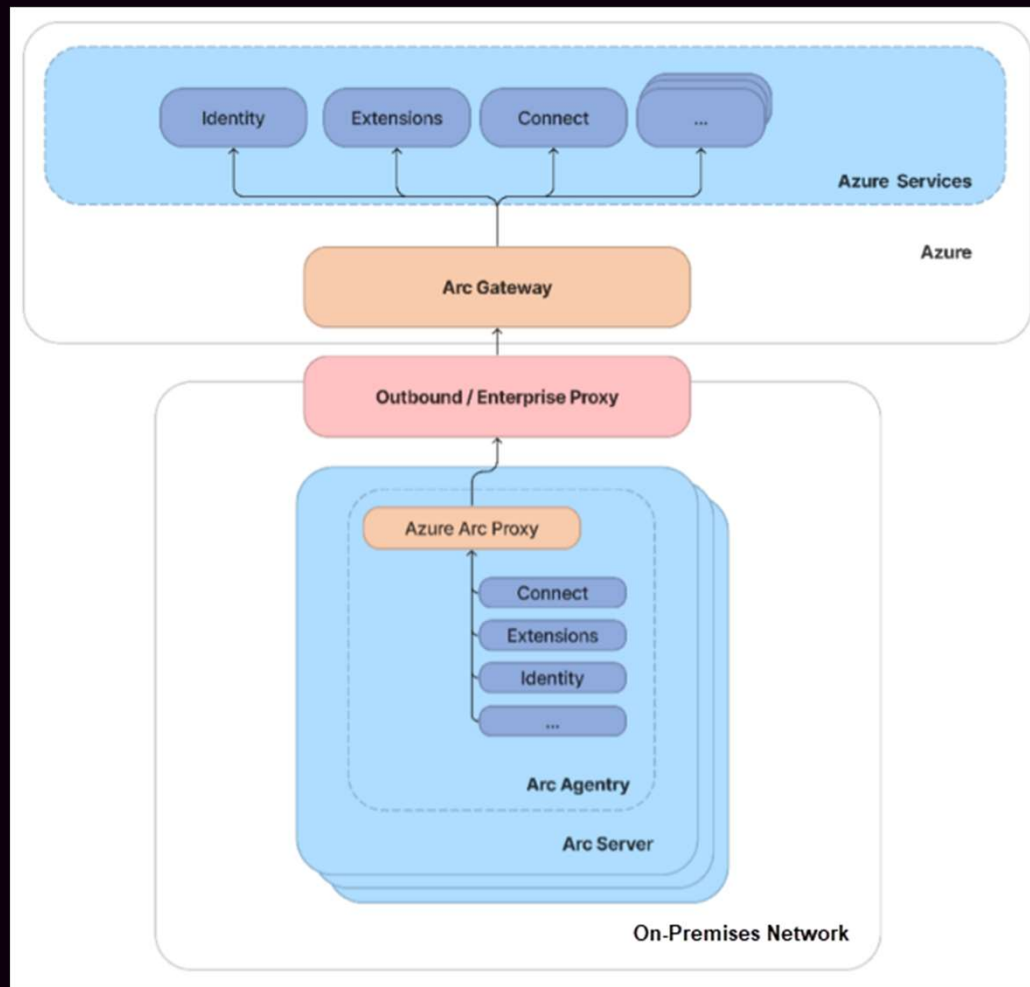 Identity
Extensions
Connect
...
Azure Services
Azure
Arc Gateway
Outbound / Enterprise Proxy
Azure Arc Proxy
Connect
Extensions
Identity
...
Arc Agentry
Arc Server
On-Premises Network